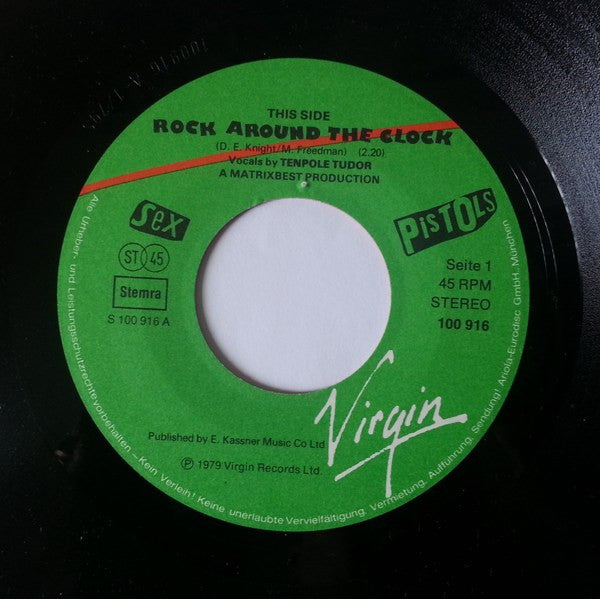 THIS SIDE
ROCK AROUND THE CLOCK
(D. E. Knight/M. Freedman) (2.20)
Vocals by TENPOLE TUDOR
A MATRIXBEST PRODUCTION
SEX
PISTOLS
ST 45
Stemra
S 100 916 A
Seite 1
45 RPM
STEREO
100 916
Virgin
Published by E. Kassner Music Co Ltd.
℗ 1979 Virgin Records Ltd.
Alle Urheber- und Leistungsschutzrechte vorbehalten – Kein Verleih! Keine unerlaubte Vervielfältigung, Vermietung, Aufführung, Sendung! Ariola-Eurodisc GmbH, München